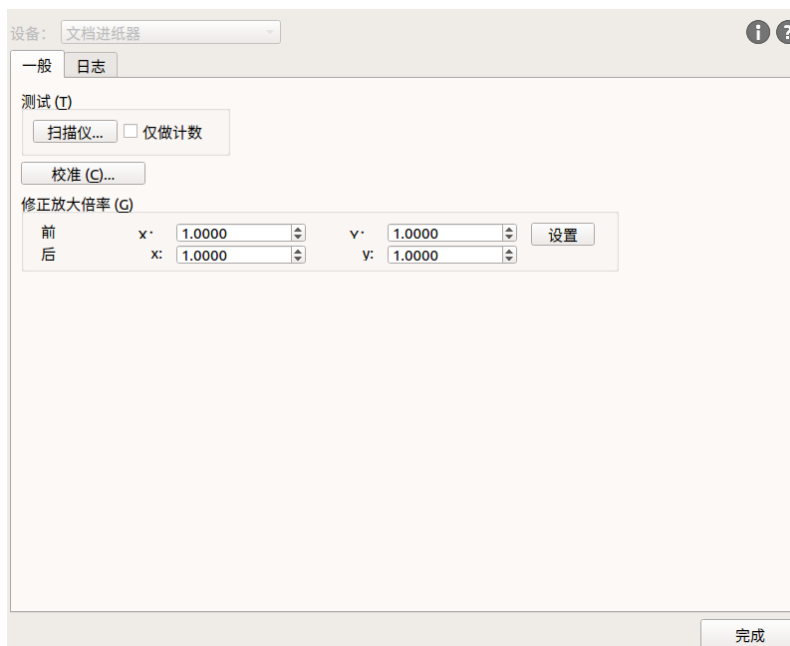 设备： 文档进纸器
一般 日志
测试 (T)
扫描仪... 仅做计数
校准 (C)...
修正放大倍率 (G)
前 x: 1.0000 y: 1.0000 设置
后 x: 1.0000 y: 1.0000
完成